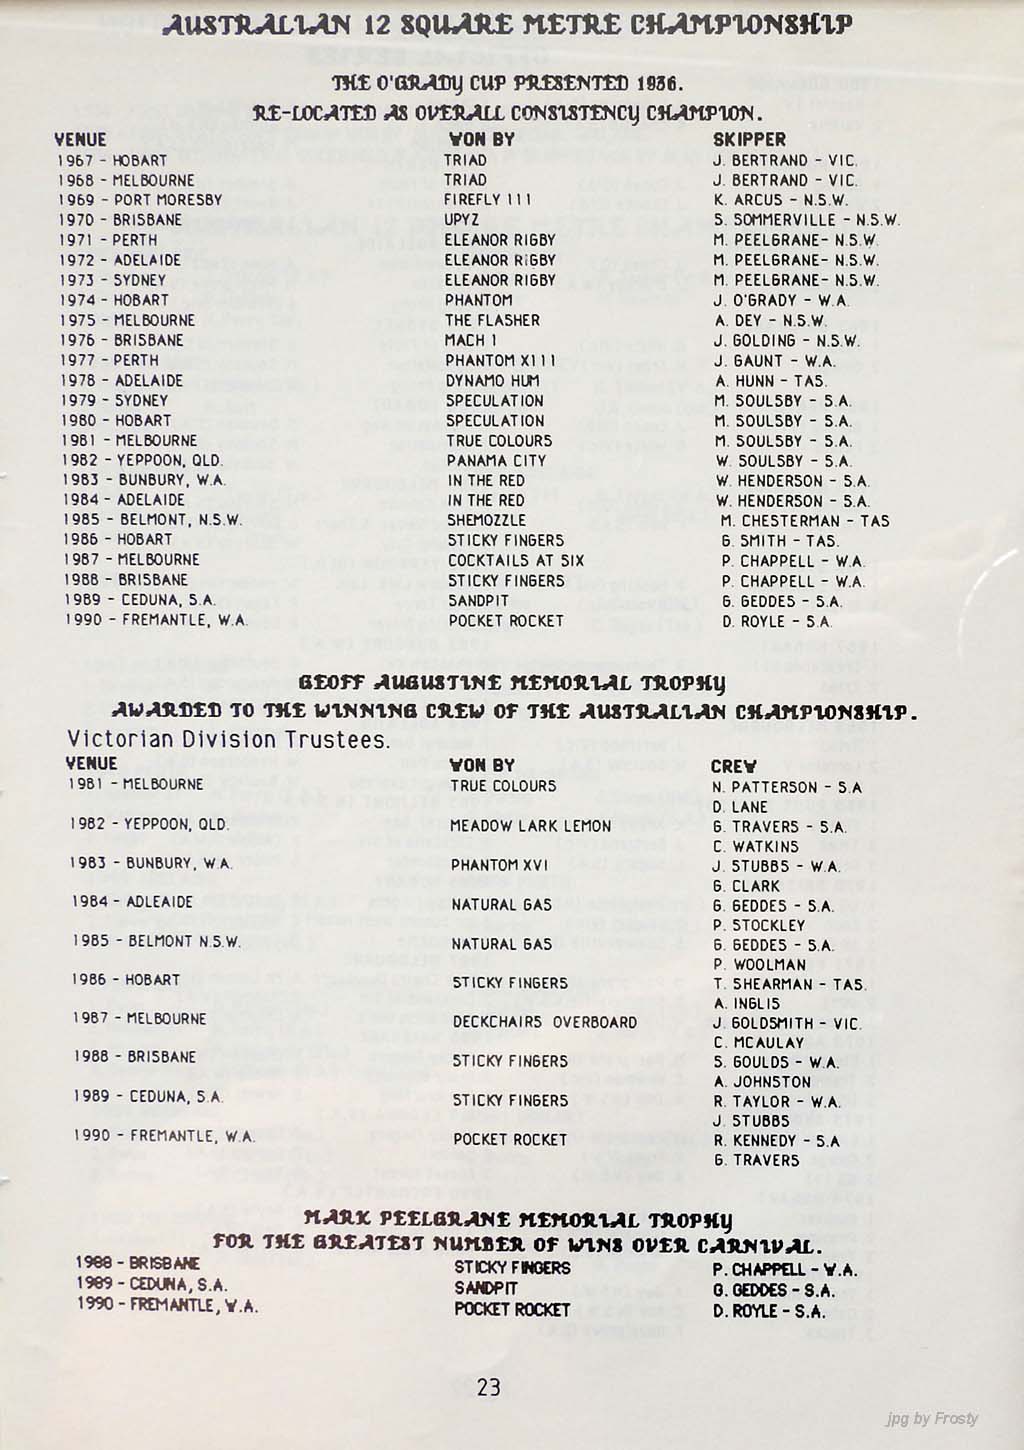 AUSTRALIAN 12 SQUARE METRE CHAMPIONSHIP
THE O'GRADY CUP PRESENTED 1936.
RE-LOCATED AS OVERALL CONSISTENCY CHAMPION.
VENUE WON BY SKIPPER
1967 - HOBART TRIAD J. BERTRAND - VIC.
1968 - MELBOURNE TRIAD J. BERTRAND - VIC.
1969 - PORT MORESBY FIREFLY 111 K. ARCUS - N.S.W.
1970 - BRISBANE UPYZ S. SOMMERVILLE - N.S.W.
1971 - PERTH ELEANOR RIGBY M. PEELGRANE- N.S.W.
1972 - ADELAIDE ELEANOR RIGBY M. PEELGRANE- N.S.W.
1973 - SYDNEY ELEANOR RIGBY M. PEELGRANE- N.S.W.
1974 - HOBART PHANTOM J. O'GRADY - W.A.
1975 - MELBOURNE THE FLASHER A. DEY - N.S.W.
1976 - BRISBANE MACH 1 J. GOLDING - N.S.W.
1977 - PERTH PHANTOM X111 J. GAUNT - W.A.
1978 - ADELAIDE DYNAMO HUM A. HUNN - TAS.
1979 - SYDNEY SPECULATION M. SOULSBY - S.A.
1980 - HOBART SPECULATION M. SOULSBY - S.A.
1981 - MELBOURNE TRUE COLOURS M. SOULSBY - S.A.
1982 - YEPPOON, QLD. PANAMA CITY W. SOULSBY - S.A.
1983 - BUNBURY, W.A. IN THE RED W. HENDERSON - S.A.
1984 - ADELAIDE IN THE RED W. HENDERSON - S.A.
1985 - BELMONT, N.S.W. SHEMOZZLE M. CHESTERMAN - TAS
1986 - HOBART STICKY FINGERS G. SMITH - TAS.
1987 - MELBOURNE COCKTAILS AT SIX P. CHAPPELL - W.A.
1988 - BRISBANE STICKY FINGERS P. CHAPPELL - W.A.
1989 - CEDUNA, S.A. SANDPIT G. GEDDES - S.A.
1990 - FREMANTLE, W.A. POCKET ROCKET D. ROYLE - S.A.
GEOFF AUGUSTINE MEMORIAL TROPHY
AWARDED TO THE WINNING CREW OF THE AUSTRALIAN CHAMPIONSHIP.
Victorian Division Trustees.
VENUE WON BY CREW
1981 - MELBOURNE TRUE COLOURS N. PATTERSON - S.A
D. LANE
1982 - YEPPOON, QLD. MEADOW LARK LEMON G. TRAVERS - S.A.
C. WATKINS
1983 - BUNBURY, W.A. PHANTOM XVI J. STUBBS - W.A.
G. CLARK
1984 - ADLEAIDE NATURAL GAS G. GEDDES - S.A.
P. STOCKLEY
1985 - BELMONT N.S.W. NATURAL GAS G. GEDDES - S.A.
P. WOOLMAN
1986 - HOBART STICKY FINGERS T. SHEARMAN - TAS.
A. INGLIS
1987 - MELBOURNE DECKCHAIRS OVERBOARD J. GOLDSMITH - VIC.
C. MCAULAY
1988 - BRISBANE STICKY FINGERS S. GOULDS - W.A.
A. JOHNSTON
1989 - CEDUNA, S.A. STICKY FINGERS R. TAYLOR - W.A.
J. STUBBS
1990 - FREMANTLE, W.A. POCKET ROCKET R. KENNEDY - S.A
G. TRAVERS
MARK PEELGRANE MEMORIAL TROPHY
FOR THE GREATEST NUMBER OF WINS OVER CARNIVAL.
1988 - BRISBANE STICKY FINGERS P. CHAPPELL - W.A.
1989 - CEDUNA, S.A. SANDPIT G. GEDDES - S.A.
1990 - FREMANTLE, W.A. POCKET ROCKET D. ROYLE - S.A.
23
jpg by Frosty